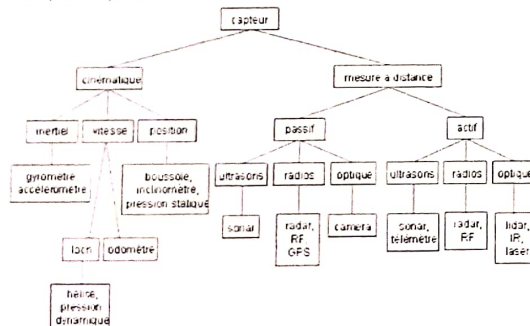 capteur
cinématique
mesure à distance
inertiel
vitesse
position
passif
actif
gyromètre
accéléromètre
boussole,
inclinomètre,
pression statique
ultrasons
radios
optique
ultrasons
radios
optique
sonar
radar,
RF
GPS
caméra
sonar,
télémètre
radar,
RF
lidar,
IR,
laser
loch
odomètre
hélice,
pression
dynamique